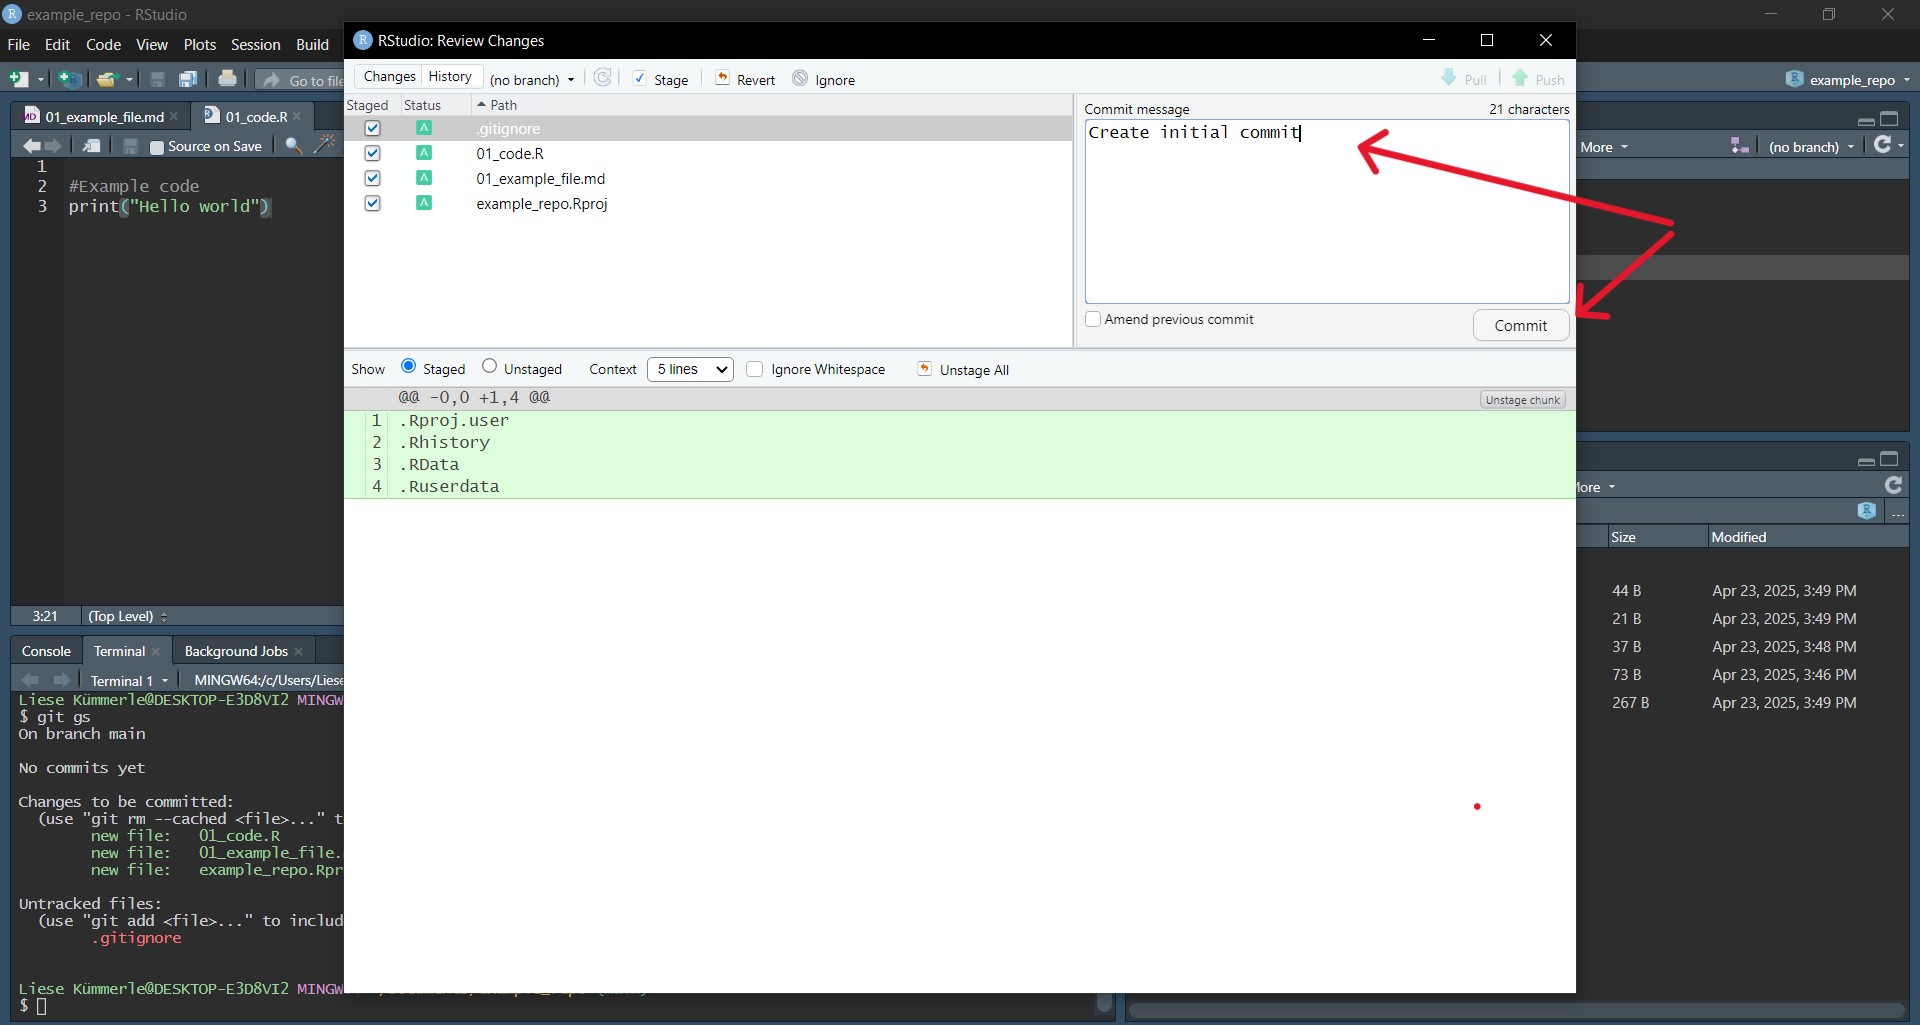 example_repo - RStudio
File Edit Code View Plots Session Build
Go to file
example_repo
01_example_file.md
01_code.R
Source on Save
1
2 #Example code
3 print("Hello world")
3:21 (Top Level)
Console Terminal Background Jobs
Terminal 1 MINGW64:/c/Users/Liese
Liese Kümmerle@DESKTOP-E3D8VI2 MINGW
$ git gs
On branch main
No commits yet
Changes to be committed:
(use "git rm --cached <file>..." t
new file: 01_code.R
new file: 01_example_file.
new file: example_repo.Rpr
Untracked files:
(use "git add <file>..." to includ
.gitignore
Liese Kümmerle@DESKTOP-E3D8VI2 MINGW
$
RStudio: Review Changes
Changes History (no branch) Stage Revert Ignore Pull Push
Staged Status Path
A .gitignore
A 01_code.R
A 01_example_file.md
A example_repo.Rproj
Commit message 21 characters
Create initial commit
Amend previous commit Commit
Show Staged Unstaged Context 5 lines Ignore Whitespace Unstage All
@@ -0,0 +1,4 @@ Unstage chunk
1 .Rproj.user
2 .Rhistory
3 .RData
4 .Ruserdata
More (no branch)
More
...
Size Modified
44 B Apr 23, 2025, 3:49 PM
21 B Apr 23, 2025, 3:49 PM
37 B Apr 23, 2025, 3:48 PM
73 B Apr 23, 2025, 3:46 PM
267 B Apr 23, 2025, 3:49 PM